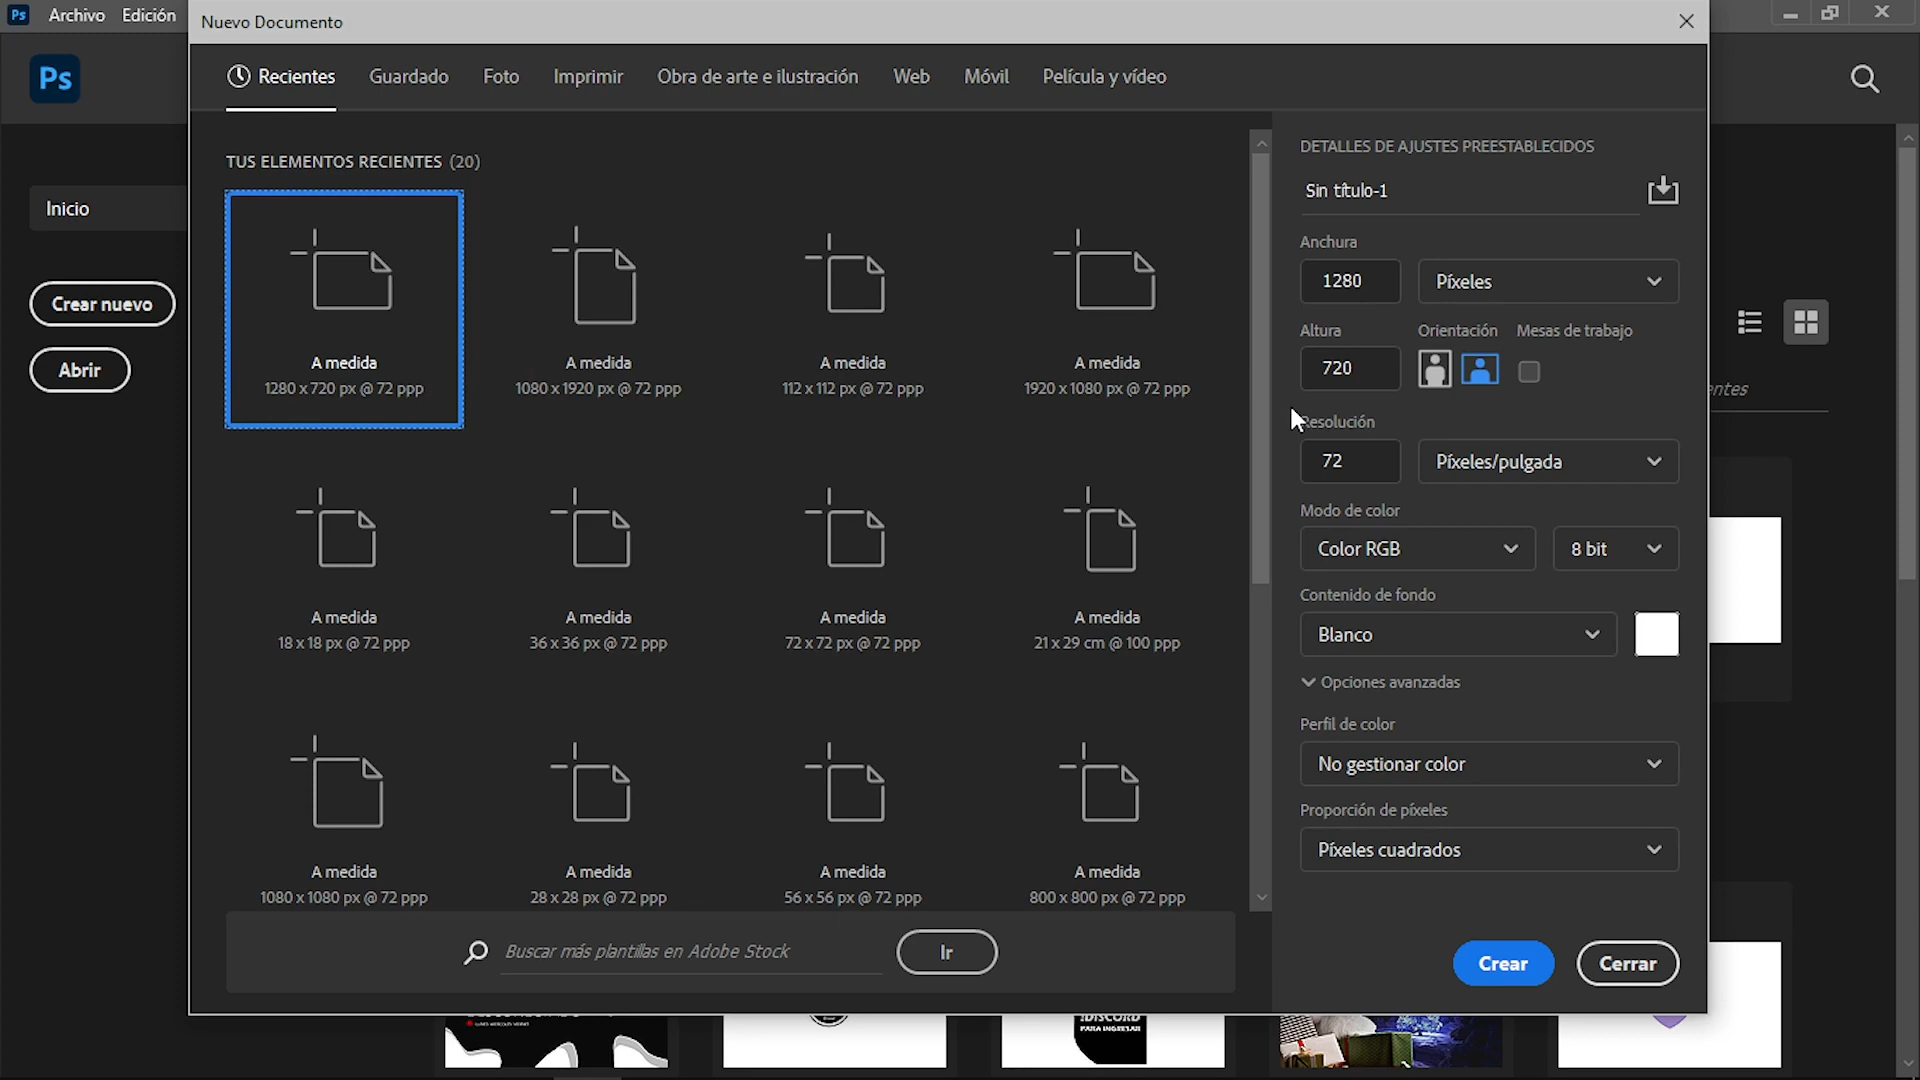 Ps Archivo Edición
Nuevo Documento
Ps
Recientes Guardado Foto Imprimir Obra de arte e ilustración Web Móvil Película y vídeo
TUS ELEMENTOS RECIENTES (20)
Inicio
Crear nuevo
Abrir
A medida
1280 x 720 px @ 72 ppp
A medida
1080 x 1920 px @ 72 ppp
A medida
112 x 112 px @ 72 ppp
A medida
1920 x 1080 px @ 72 ppp
A medida
18 x 18 px @ 72 ppp
A medida
36 x 36 px @ 72 ppp
A medida
72 x 72 px @ 72 ppp
A medida
21 x 29 cm @ 100 ppp
A medida
1080 x 1080 px @ 72 ppp
A medida
28 x 28 px @ 72 ppp
A medida
56 x 56 px @ 72 ppp
A medida
800 x 800 px @ 72 ppp
Buscar más plantillas en Adobe Stock Ir
DETALLES DE AJUSTES PREESTABLECIDOS
Sin título-1
Anchura
1280 Píxeles
Altura Orientación Mesas de trabajo
720
Resolución
72 Píxeles/pulgada
Modo de color
Color RGB 8 bit
Contenido de fondo
Blanco
Opciones avanzadas
Perfil de color
No gestionar color
Proporción de píxeles
Píxeles cuadrados
Crear Cerrar
entes
!DISCORD
PARA INGRESAR